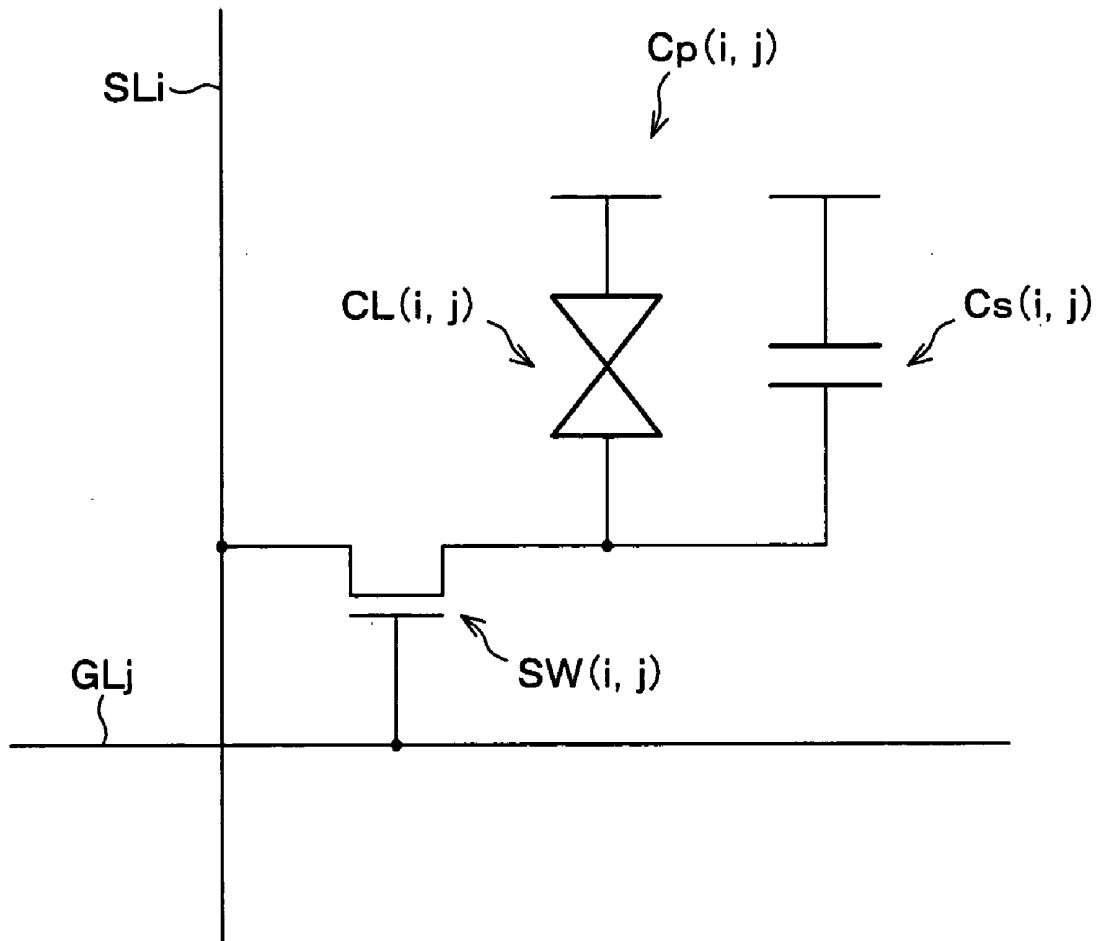 Cp(i, j)
SLi
CL(i, j)
Cs(i, j)
SW(i, j)
GLj